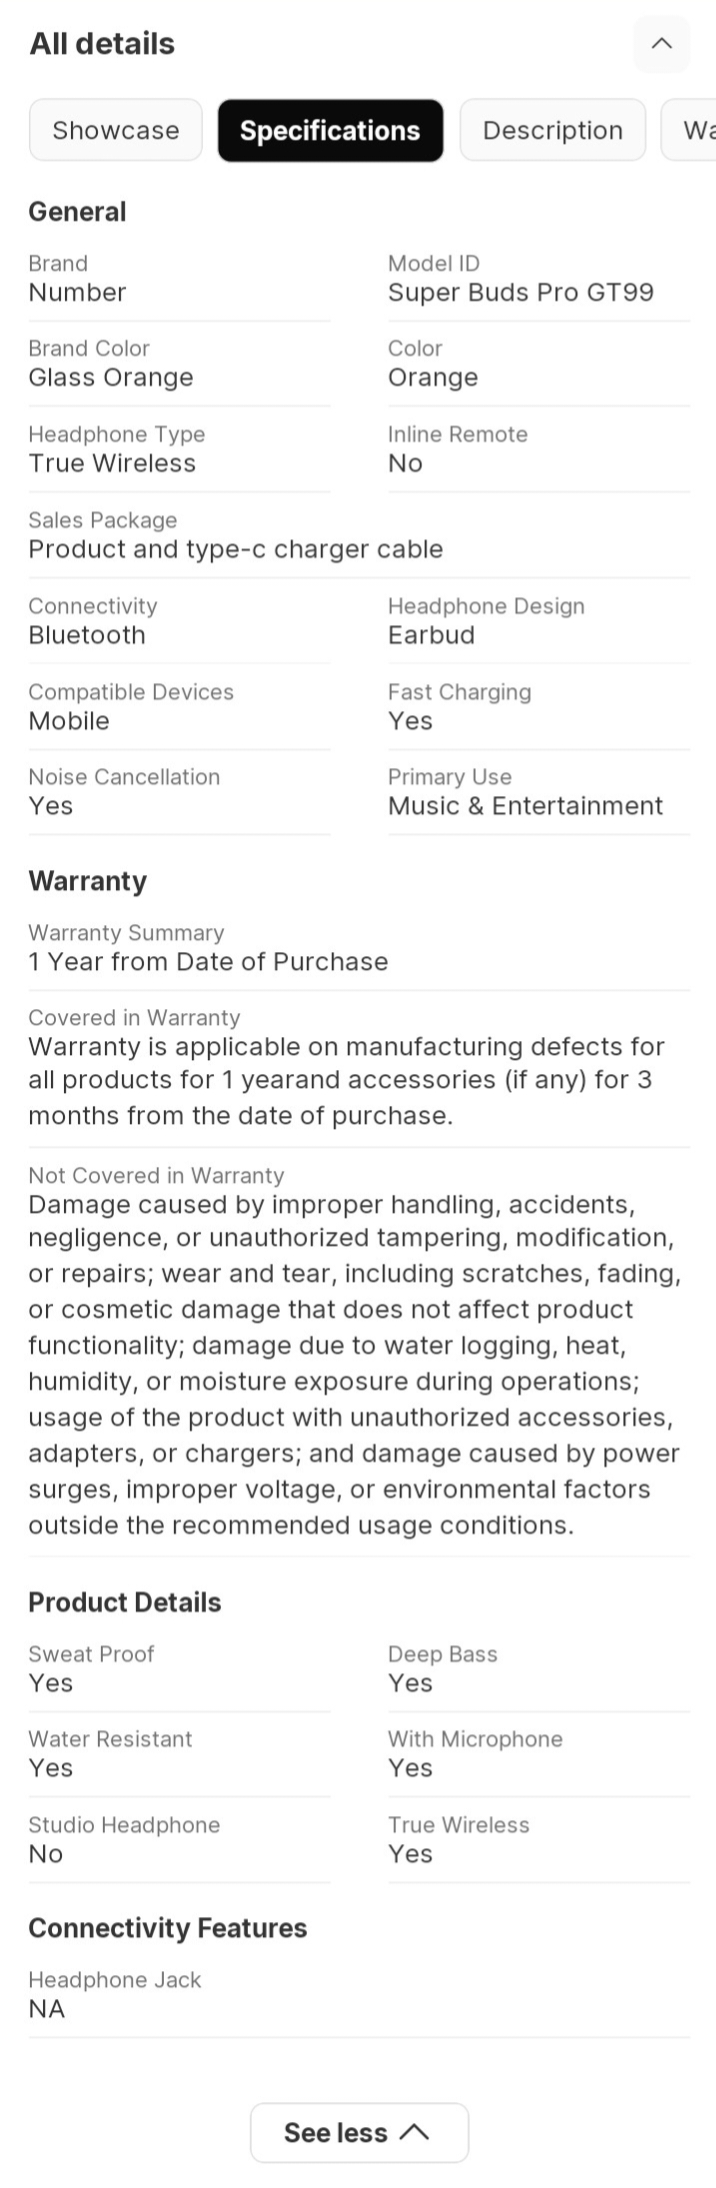 All details
Showcase
Specifications
Description
Wa
General
Brand
Number
Model ID
Super Buds Pro GT99
Brand Color
Glass Orange
Color
Orange
Headphone Type
True Wireless
Inline Remote
No
Sales Package
Product and type-c charger cable
Connectivity
Bluetooth
Headphone Design
Earbud
Compatible Devices
Mobile
Fast Charging
Yes
Noise Cancellation
Yes
Primary Use
Music & Entertainment
Warranty
Warranty Summary
1 Year from Date of Purchase
Covered in Warranty
Warranty is applicable on manufacturing defects for
all products for 1 yearand accessories (if any) for 3
months from the date of purchase.
Not Covered in Warranty
Damage caused by improper handling, accidents,
negligence, or unauthorized tampering, modification,
or repairs; wear and tear, including scratches, fading,
or cosmetic damage that does not affect product
functionality; damage due to water logging, heat,
humidity, or moisture exposure during operations;
usage of the product with unauthorized accessories,
adapters, or chargers; and damage caused by power
surges, improper voltage, or environmental factors
outside the recommended usage conditions.
Product Details
Sweat Proof
Yes
Deep Bass
Yes
Water Resistant
Yes
With Microphone
Yes
Studio Headphone
No
True Wireless
Yes
Connectivity Features
Headphone Jack
NA
See less